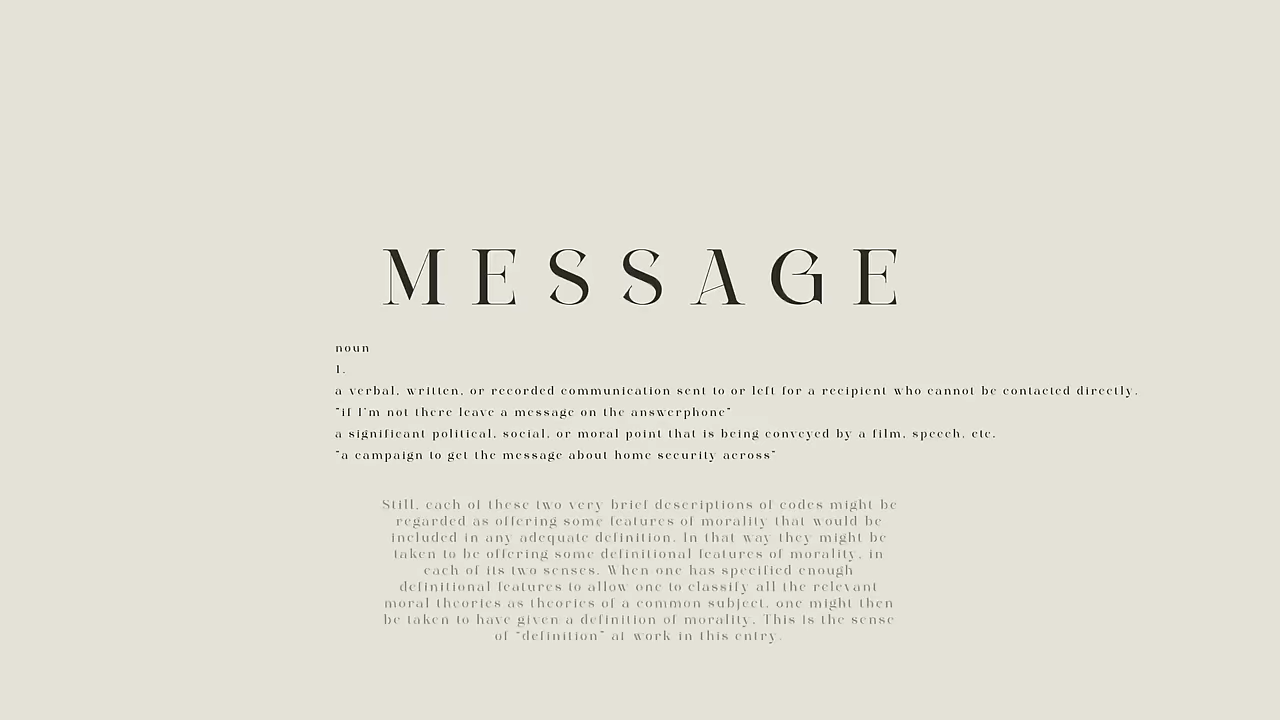 MESSAGE
noun
1.
a verbal, written, or recorded communication sent to or left for a recipient who cannot be contacted directly.
"if I'm not there leave a message on the answerphone"
a significant political, social, or moral point that is being conveyed by a film, speech, etc.
"a campaign to get the message about home security across"
Still, each of these two very brief descriptions of codes might be
regarded as offering some features of morality that would be
included in any adequate definition. In that way they might be
taken to be offering some definitional features of morality, in
each of its two senses. When one has specified enough
definitional features to allow one to classify all the relevant
moral theories as theories of a common subject, one might then
be taken to have given a definition of morality. This is the sense
of "definition" at work in this entry.